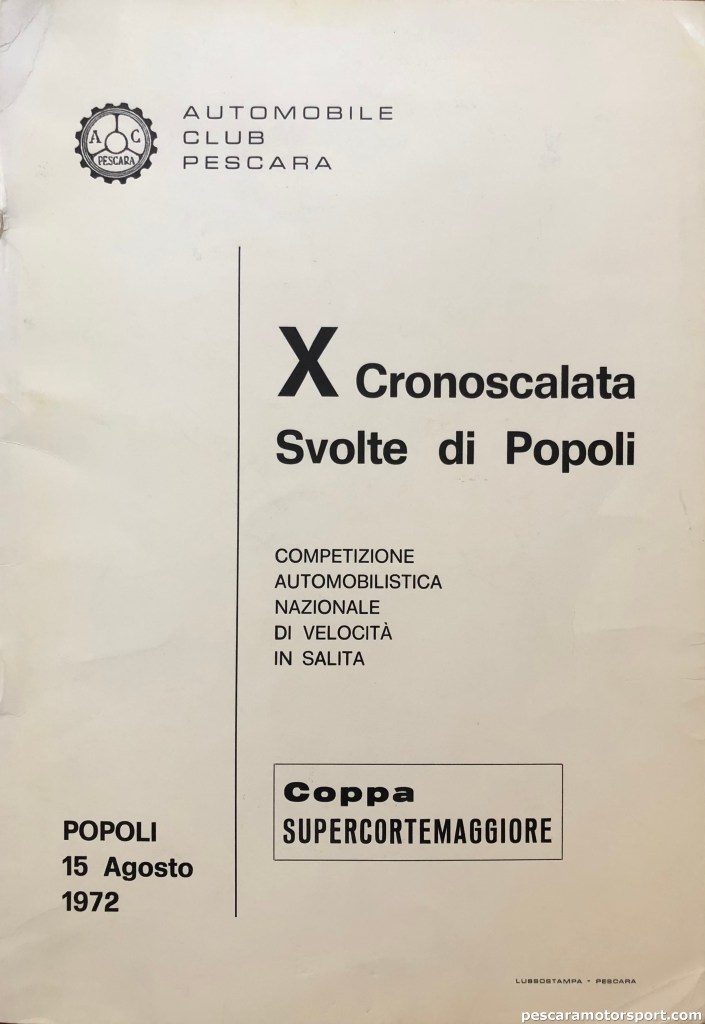 A C
PESCARA
AUTOMOBILE
CLUB
PESCARA
X Cronoscalata
Svolte di Popoli
COMPETIZIONE
AUTOMOBILISTICA
NAZIONALE
DI VELOCITÀ
IN SALITA
Coppa
SUPERCORTEMAGGIORE
POPOLI
15 Agosto
1972
LUSSOSTAMPA - PESCARA
pescaramotorsport.com